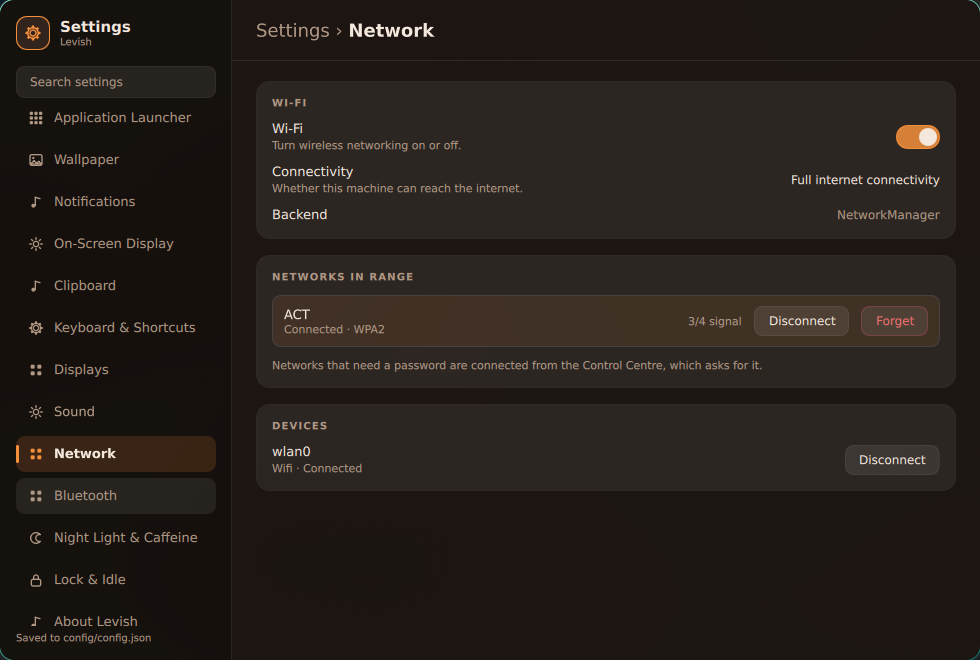 Settings
Levish
Search settings
Application Launcher
Wallpaper
Notifications
On-Screen Display
Clipboard
Keyboard & Shortcuts
Displays
Sound
Network
Bluetooth
Night Light & Caffeine
Lock & Idle
About Levish
Saved to config/config.json
Settings › Network
WI-FI
Wi-Fi
Turn wireless networking on or off.
Connectivity
Whether this machine can reach the internet.
Full internet connectivity
Backend
NetworkManager
NETWORKS IN RANGE
ACT
Connected · WPA2
3/4 signal
Disconnect
Forget
Networks that need a password are connected from the Control Centre, which asks for it.
DEVICES
wlan0
Wifi · Connected
Disconnect